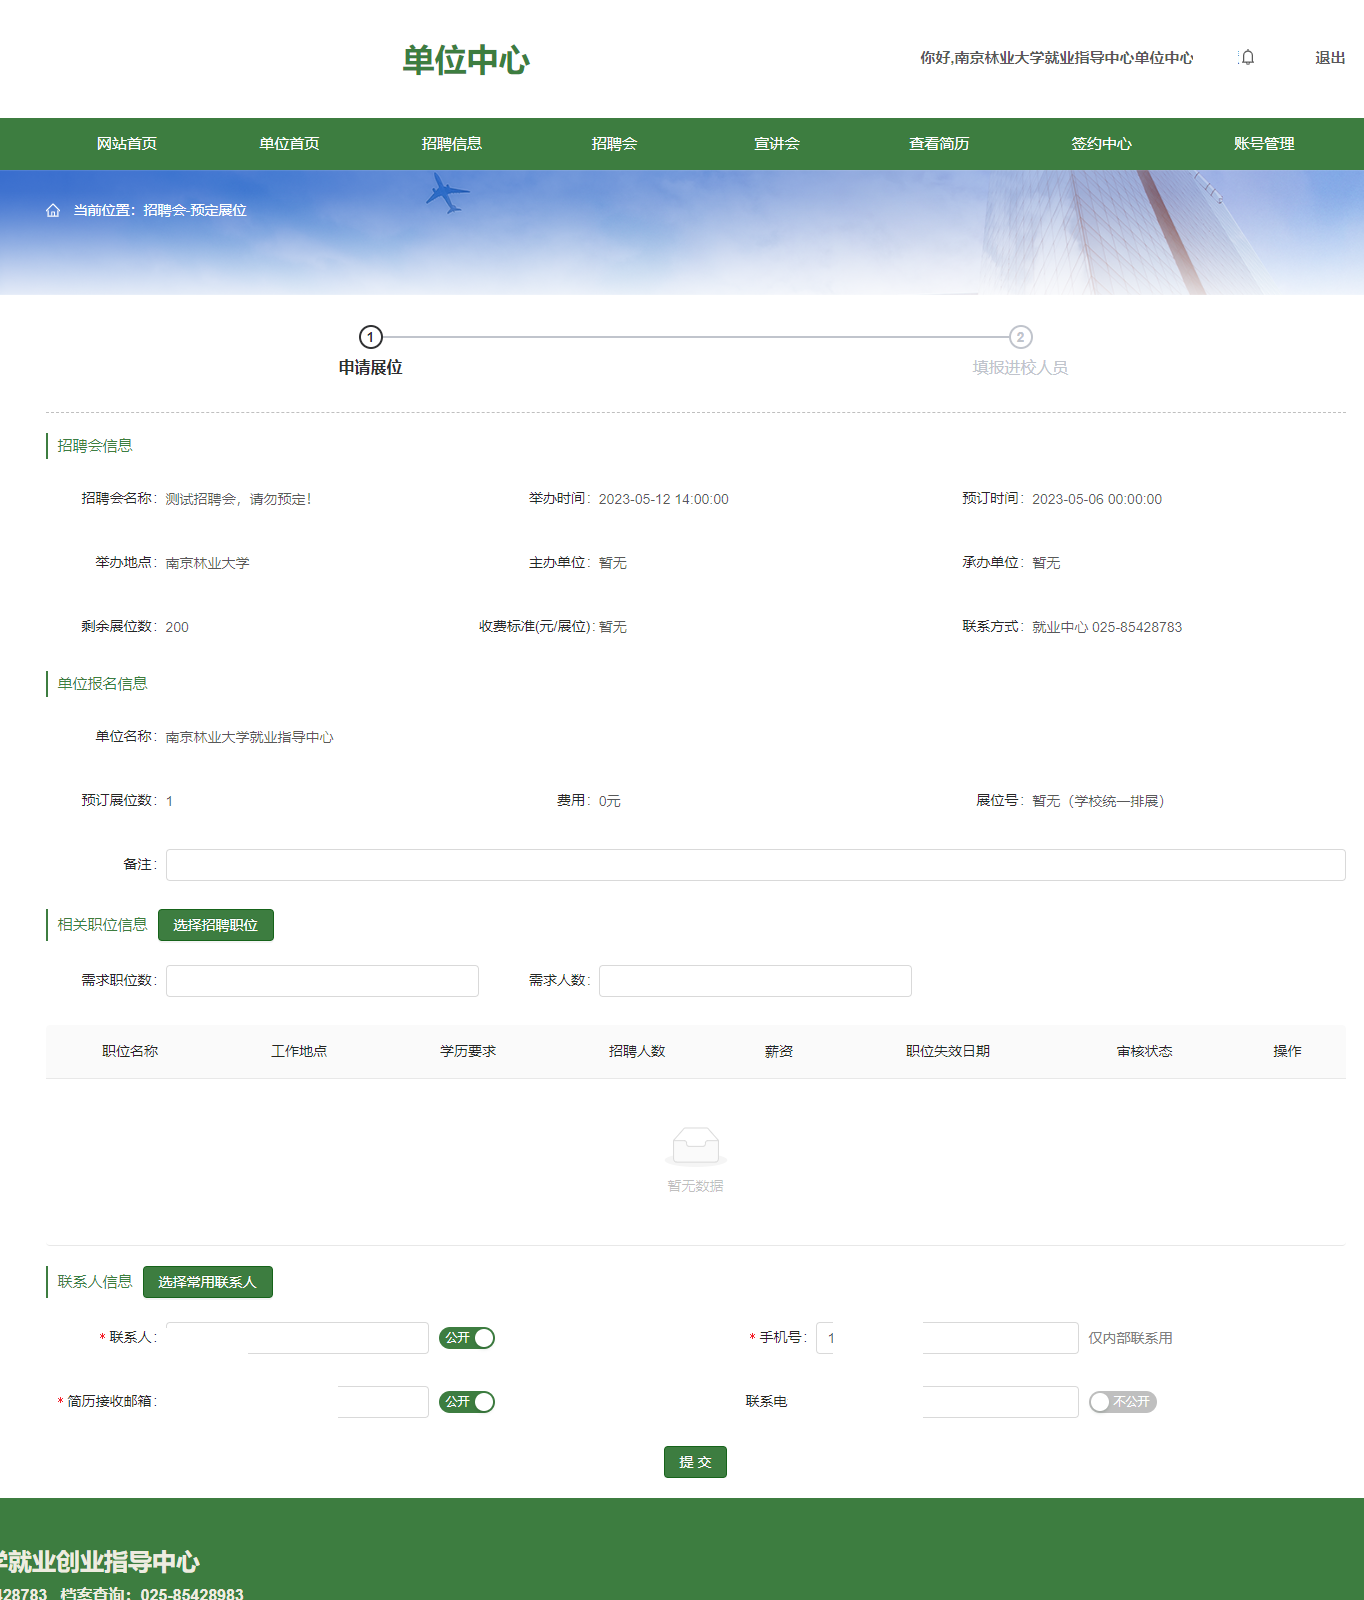 单位中心
你好,南京林业大学就业指导中心单位中心
退出
网站首页 单位首页 招聘信息 招聘会 宣讲会 查看简历 签约中心 账号管理
当前位置：招聘会-预定展位
1 2
申请展位 填报进校人员
招聘会信息
招聘会名称： 测试招聘会，请勿预定！ 举办时间： 2023-05-12 14:00:00 预订时间： 2023-05-06 00:00:00
举办地点： 南京林业大学 主办单位： 暂无 承办单位： 暂无
剩余展位数： 200 收费标准(元/展位)： 暂无 联系方式： 就业中心 025-85428783
单位报名信息
单位名称： 南京林业大学就业指导中心
预订展位数： 1 费用： 0元 展位号： 暂无（学校统一排展）
备注：
相关职位信息 选择招聘职位
需求职位数： 需求人数：
职位名称 工作地点 学历要求 招聘人数 薪资 职位失效日期 审核状态 操作
暂无数据
联系人信息 选择常用联系人
* 联系人： 公开 * 手机号： 1 仅内部联系用
* 简历接收邮箱： 公开 联系电 不公开
提 交
学就业创业指导中心
428783 档案查询：025-85428983